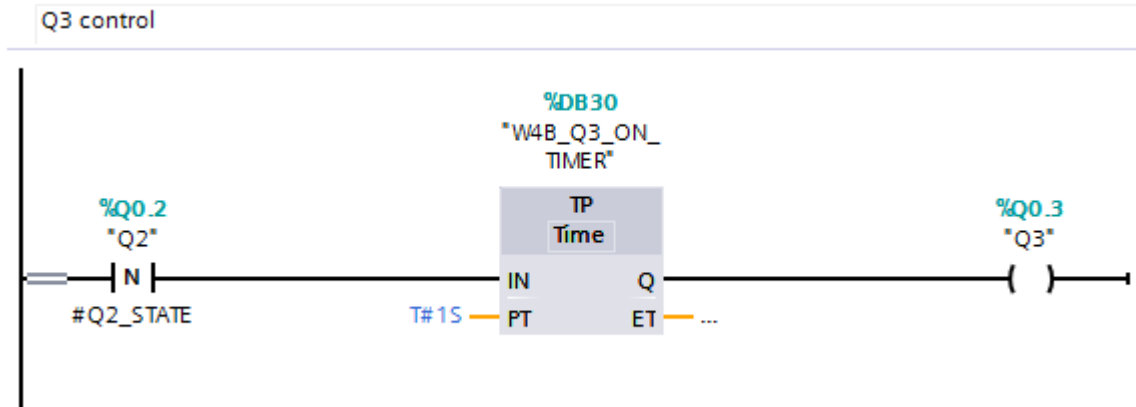 Q3 control
%DB30
"W4B_Q3_ON_
TIMER"
%Q0.2
"Q2"
TP
Time
%Q0.3
"Q3"
N
IN
Q
#Q2_STATE
T#1S
PT
ET
...